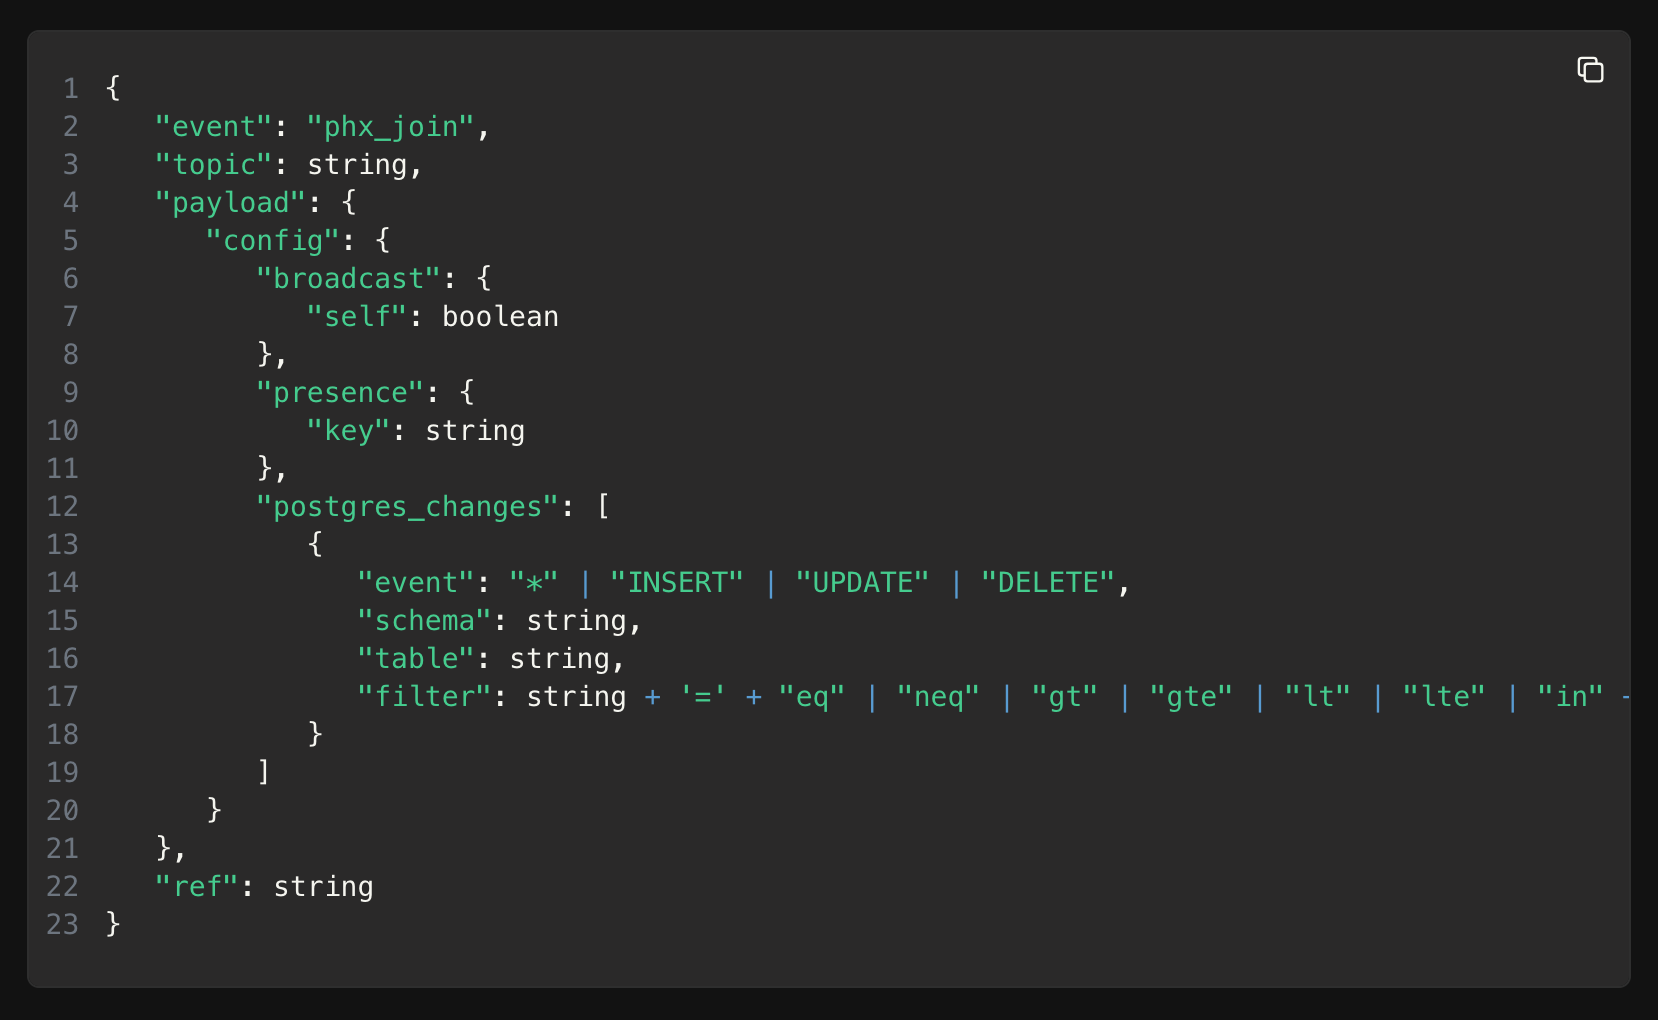 1 {
2    "event": "phx_join",
3    "topic": string,
4    "payload": {
5       "config": {
6          "broadcast": {
7             "self": boolean
8          },
9          "presence": {
10             "key": string
11          },
12          "postgres_changes": [
13             {
14                "event": "*" | "INSERT" | "UPDATE" | "DELETE",
15                "schema": string,
16                "table": string,
17                "filter": string + '=' + "eq" | "neq" | "gt" | "gte" | "lt" | "lte" | "in"
18             }
19          ]
20       }
21    },
22    "ref": string
23 }